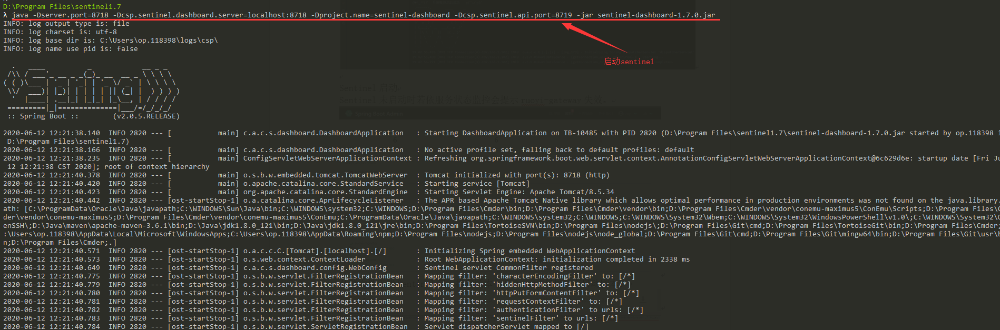 D:\Program Files\sentinel1.7
λ java -Dserver.port=8718 -Dcsp.sentinel.dashboard.server=localhost:8718 -Dproject.name=sentinel-dashboard -Dcsp.sentinel.api.port=8719 -jar sentinel-dashboard-1.7.0.jar
INFO: log output type is: file
INFO: log charset is: utf-8
INFO: log base dir is: C:\Users\op.118398\logs\csp\
INFO: log name use pid is: false
启动sentinel
:: Spring Boot ::        (v2.0.5.RELEASE)
2020-06-12 12:21:38.140  INFO 2820 --- [           main] c.a.c.s.dashboard.DashboardApplication   : Starting DashboardApplication on TB-10485 with PID 2820 (D:\Program Files\sentinel1.7\sentinel-dashboard-1.7.0.jar started by op.118398 i
D:\Program Files\sentinel1.7)
2020-06-12 12:21:38.166  INFO 2820 --- [           main] c.a.c.s.dashboard.DashboardApplication   : No active profile set, falling back to default profiles: default
2020-06-12 12:21:38.235  INFO 2820 --- [           main] ConfigServletWebServerApplicationContext : Refreshing org.springframework.boot.web.servlet.context.AnnotationConfigServletWebServerApplicationContext@6c629d6e: startup date [Fri Ju
12 12:21:38 CST 2020]; root of context hierarchy
2020-06-12 12:21:40.378  INFO 2820 --- [           main] o.s.b.w.embedded.tomcat.TomcatWebServer  : Tomcat initialized with port(s): 8718 (http)
2020-06-12 12:21:40.420  INFO 2820 --- [           main] o.apache.catalina.core.StandardService   : Starting service [Tomcat]
2020-06-12 12:21:40.423  INFO 2820 --- [           main] org.apache.catalina.core.StandardEngine  : Starting Servlet Engine: Apache Tomcat/8.5.34
2020-06-12 12:21:40.442  INFO 2820 --- [ost-startStop-1] o.a.catalina.core.AprLifecycleListener   : The APR based Apache Tomcat Native library which allows optimal performance in production environments was not found on the java.library.
ath: [C:\ProgramData\Oracle\Java\javapath;C:\WINDOWS\Sun\Java\bin;C:\WINDOWS\system32;C:\WINDOWS;D:\Program Files\Cmder\bin;D:\Program Files\Cmder\vendor\bin;D:\Program Files\Cmder\vendor\conemu-maximus5\ConEmu\Scripts;D:\Program Files\C
der\vendor\conemu-maximus5;D:\Program Files\Cmder\vendor\conemu-maximus5\ConEmu;C:\ProgramData\Oracle\Java\javapath;C:\WINDOWS\system32;C:\WINDOWS;C:\WINDOWS\System32\Wbem;C:\WINDOWS\System32\WindowsPowerShell\v1.0\;C:\WINDOWS\System32\O
enSSH\;D:\Java\maven\apache-maven-3.6.1\bin;D:\Java\jdk1.8.0_121\bin;D:\Java\jdk1.8.0_121\jre\bin;D:\Program Files\TortoiseSVN\bin;D:\Program Files\nodejs\;D:\Program Files\Git\cmd;D:\Program Files\TortoiseGit\bin;D:\Program Files\Cmder;
:\Users\op.118398\AppData\Local\Microsoft\WindowsApps;C:\Users\op.118398\AppData\Roaming\npm;D:\Program Files\nodejs;D:\Program Files\nodejs\node_global;D:\Program Files\Git\cmd;D:\Program Files\Git\mingw64\bin;D:\Program Files\Git\usr\b
n;D:\Program Files\Cmder;.]
2020-06-12 12:21:40.571  INFO 2820 --- [ost-startStop-1] o.a.c.c.C.[Tomcat].[localhost].[/]       : Initializing Spring embedded WebApplicationContext
2020-06-12 12:21:40.573  INFO 2820 --- [ost-startStop-1] o.s.web.context.ContextLoader            : Root WebApplicationContext: initialization completed in 2338 ms
2020-06-12 12:21:40.649  INFO 2820 --- [ost-startStop-1] c.a.c.s.dashboard.config.WebConfig       : Sentinel servlet CommonFilter registered
2020-06-12 12:21:40.775  INFO 2820 --- [ost-startStop-1] o.s.b.w.servlet.FilterRegistrationBean   : Mapping filter: 'characterEncodingFilter' to: [/*]
2020-06-12 12:21:40.779  INFO 2820 --- [ost-startStop-1] o.s.b.w.servlet.FilterRegistrationBean   : Mapping filter: 'hiddenHttpMethodFilter' to: [/*]
2020-06-12 12:21:40.780  INFO 2820 --- [ost-startStop-1] o.s.b.w.servlet.FilterRegistrationBean   : Mapping filter: 'httpPutFormContentFilter' to: [/*]
2020-06-12 12:21:40.781  INFO 2820 --- [ost-startStop-1] o.s.b.w.servlet.FilterRegistrationBean   : Mapping filter: 'requestContextFilter' to: [/*]
2020-06-12 12:21:40.782  INFO 2820 --- [ost-startStop-1] o.s.b.w.servlet.FilterRegistrationBean   : Mapping filter: 'authenticationFilter' to urls: [/*]
2020-06-12 12:21:40.783  INFO 2820 --- [ost-startStop-1] o.s.b.w.servlet.FilterRegistrationBean   : Mapping filter: 'sentinelFilter' to urls: [/*]
2020-06-12 12:21:40.784  INFO 2820 --- [ost-startStop-1] o.s.b.w.servlet.ServletRegistrationBean  : Servlet dispatcherServlet mapped to [/]